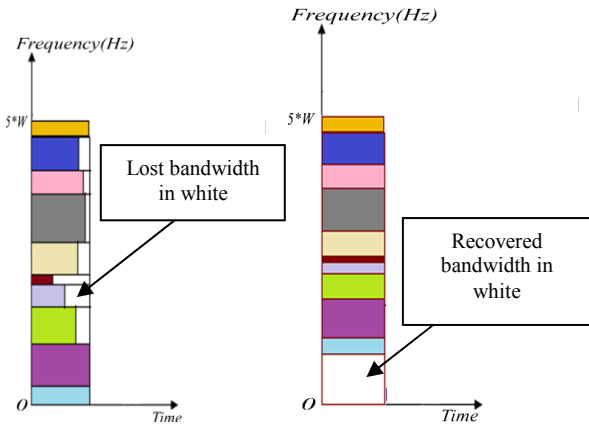 Frequency(Hz)
5*W
Lost bandwidth
in white
O
Time
Frequency(Hz)
5*W
Recovered
bandwidth in
white
O
Time